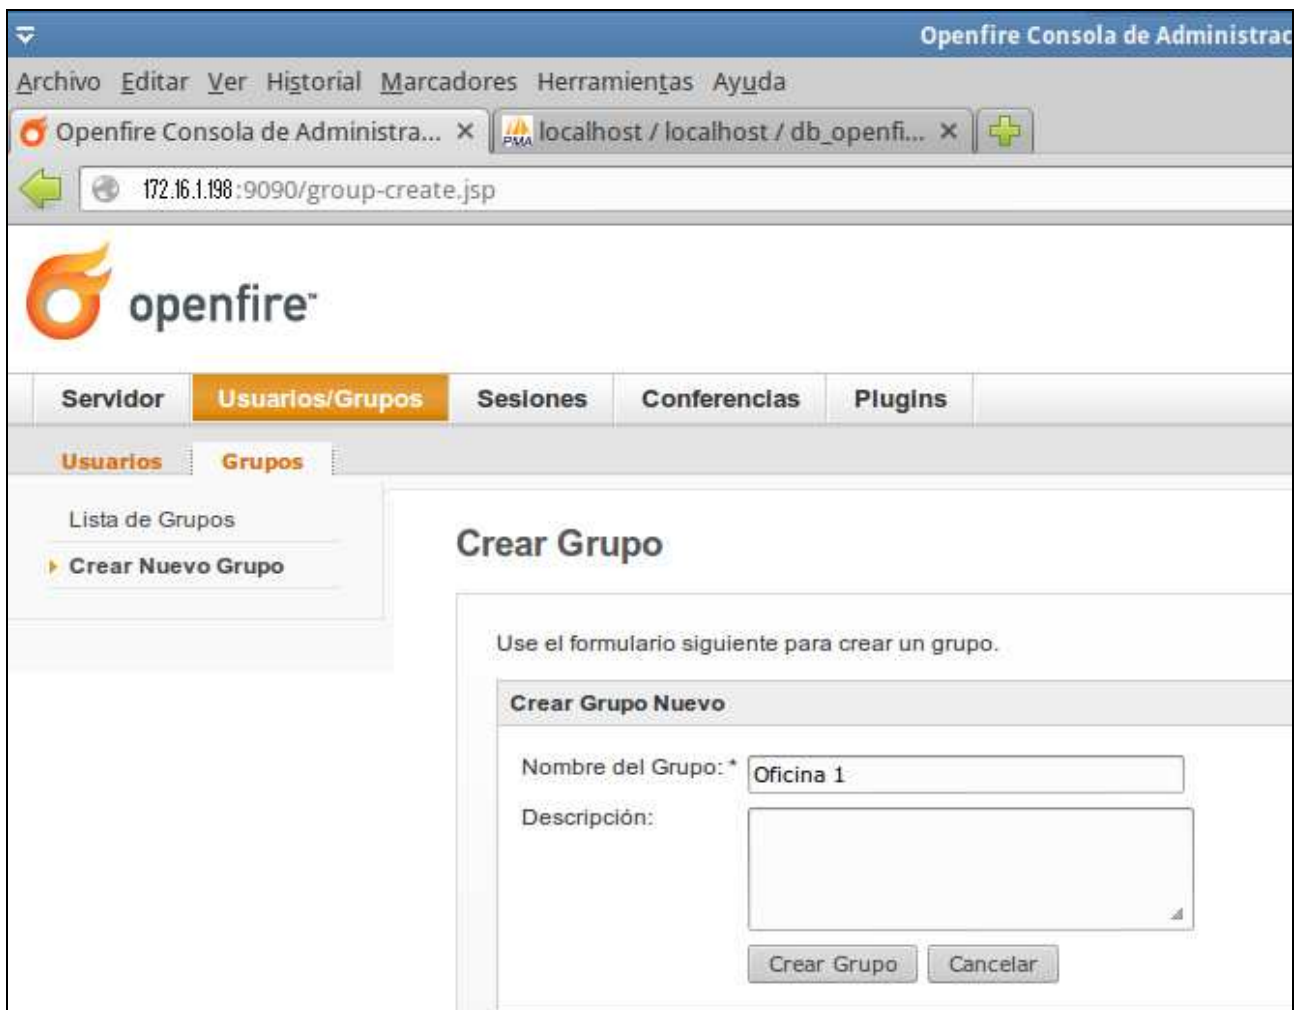 Openfire Consola de Administrac
Archivo Editar Ver Historial Marcadores Herramientas Ayuda
Openfire Consola de Administra... × PMA localhost / localhost / db_openfi... ×
172.16.1.198:9090/group-create.jsp
openfire™
Servidor Usuarios/Grupos Sesiones Conferencias Plugins
Usuarios Grupos
Lista de Grupos
Crear Nuevo Grupo
Crear Grupo
Use el formulario siguiente para crear un grupo.
Crear Grupo Nuevo
Nombre del Grupo: * Oficina 1
Descripción:
Crear Grupo Cancelar